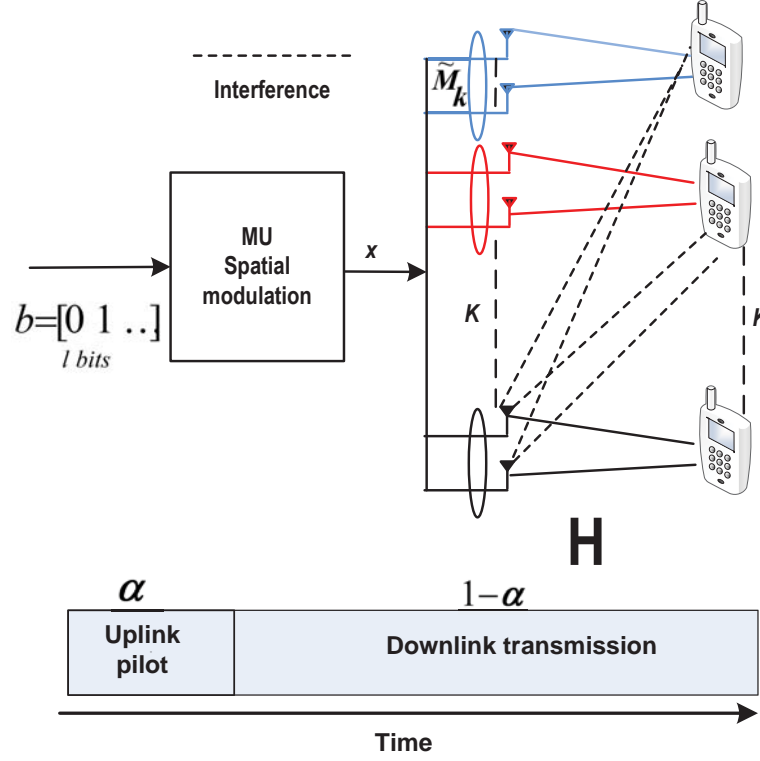 Interference
M̃k
MU
Spatial
modulation
x
b=[0 1 ..]
l bits
K
K
H
α
1−α
Uplink
pilot
Downlink transmission
Time